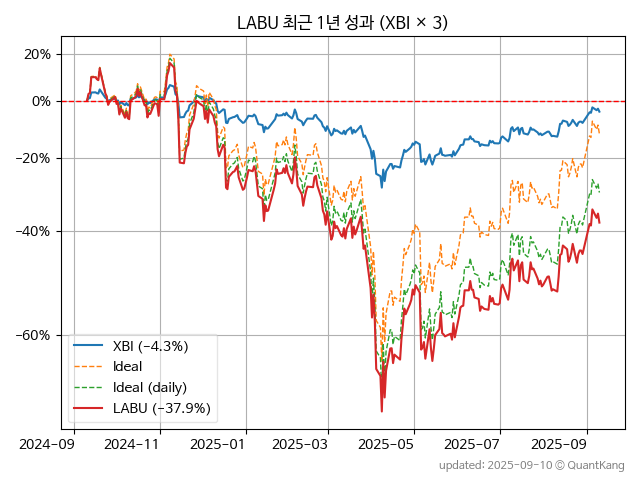 LABU 최근 1년 성과 (XBI × 3)
20%
0%
−20%
−40%
−60%
XBI (−4.3%)
Ideal
Ideal (daily)
LABU (−37.9%)
2024-09 2024-11 2025-01 2025-03 2025-05 2025-07 2025-09
updated: 2025-09-10 © QuantKang